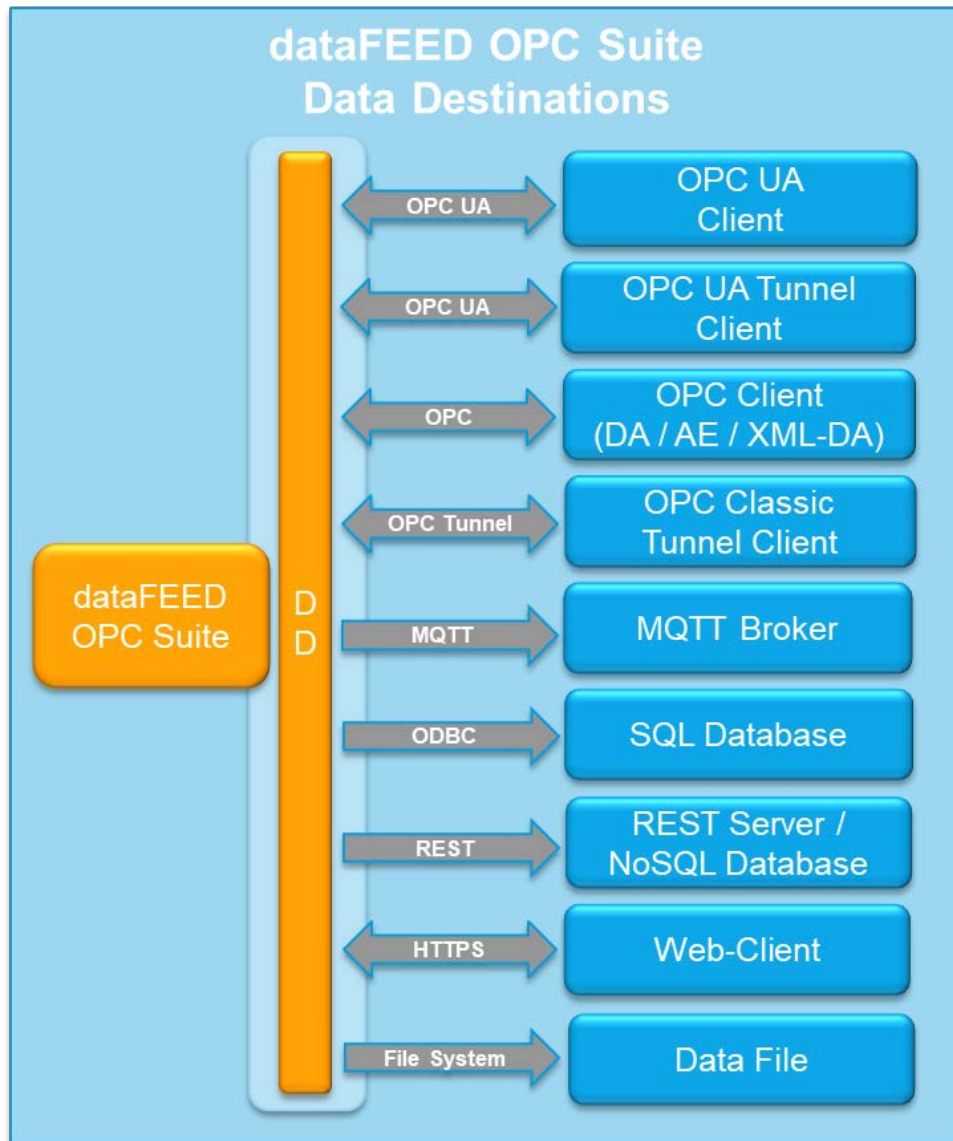 dataFEED OPC Suite
Data Destinations
OPC UA
OPC UA
Client
OPC UA
OPC UA Tunnel
Client
OPC
OPC Client
(DA / AE / XML-DA)
OPC Tunnel
OPC Classic
Tunnel Client
dataFEED
OPC Suite
D
D
MQTT
MQTT Broker
ODBC
SQL Database
REST
REST Server /
NoSQL Database
HTTPS
Web-Client
File System
Data File